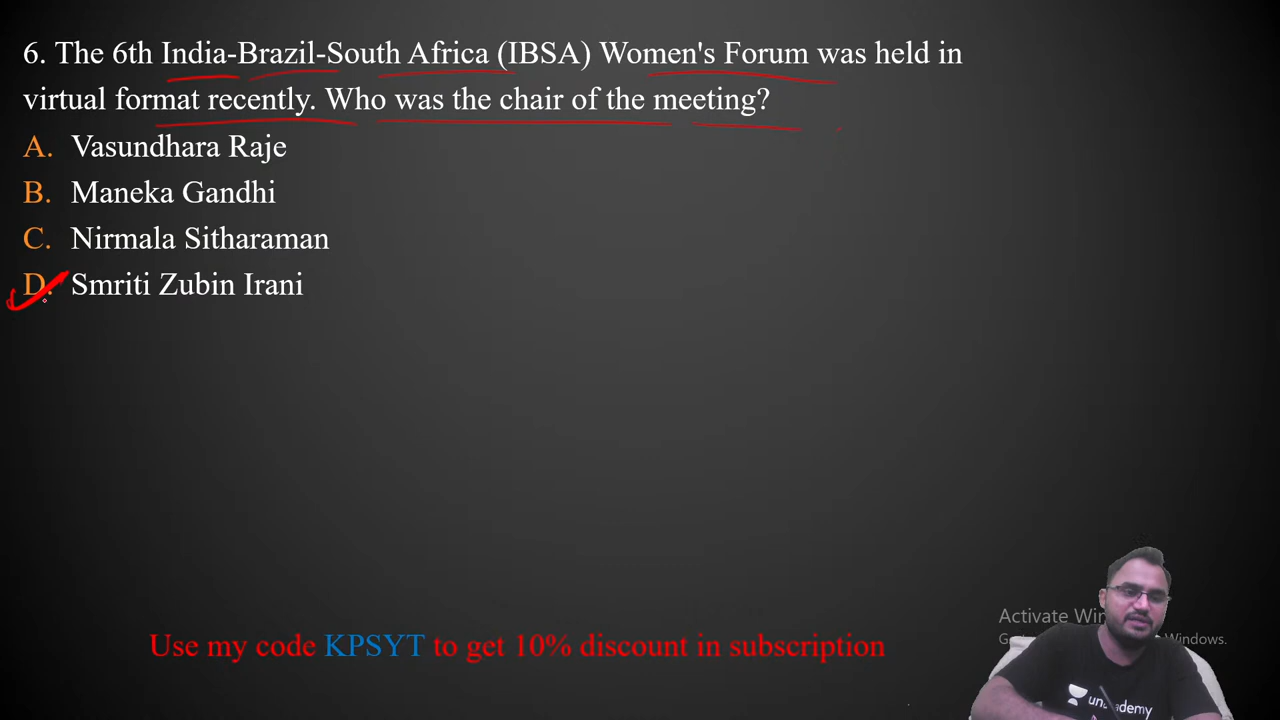 6. The 6th India-Brazil-South Africa (IBSA) Women's Forum was held in
virtual format recently. Who was the chair of the meeting?
A. Vasundhara Raje
B. Maneka Gandhi
C. Nirmala Sitharaman
D. Smriti Zubin Irani
Activate
Windows.
Use my code KPSYT to get 10% discount in subscription